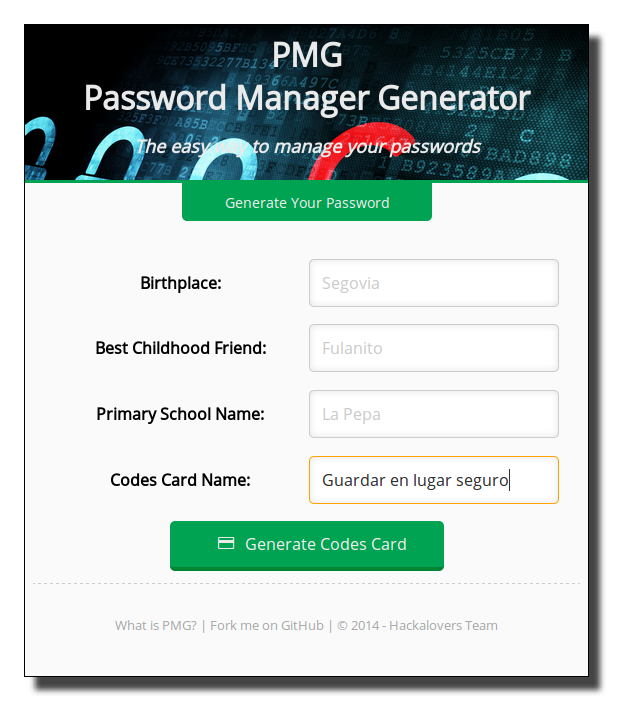 PMG
Password Manager Generator
The easy way to manage your passwords
Generate Your Password
Birthplace:
Segovia
Best Childhood Friend:
Fulanito
Primary School Name:
La Pepa
Codes Card Name:
Guardar en lugar seguro
Generate Codes Card
What is PMG? | Fork me on GitHub | © 2014 - Hackalovers Team